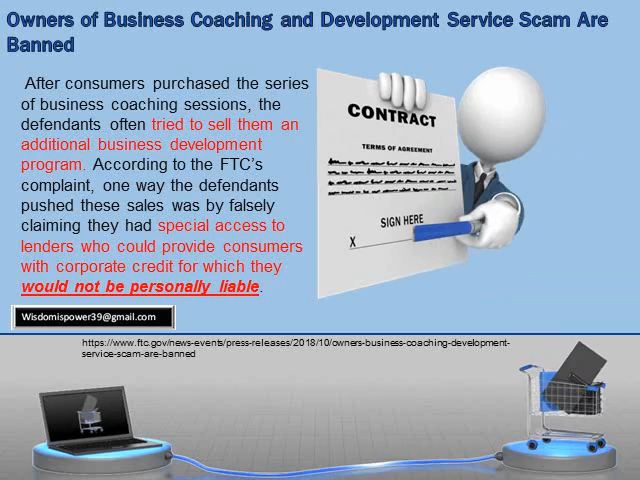 Owners of Business Coaching and Development Service Scam Are
Banned
After consumers purchased the series
of business coaching sessions, the
defendants often tried to sell them an
additional business development
program. According to the FTC's
complaint, one way the defendants
pushed these sales was by falsely
claiming they had special access to
lenders who could provide consumers
with corporate credit for which they
would not be personally liable.
CONTRACT
TERMS OF AGREEMENT
SIGN HERE
X
Wisdomispower39@gmail.com
https://www.ftc.gov/news-events/press-releases/2018/10/owners-business-coaching-development-
service-scam-are-banned